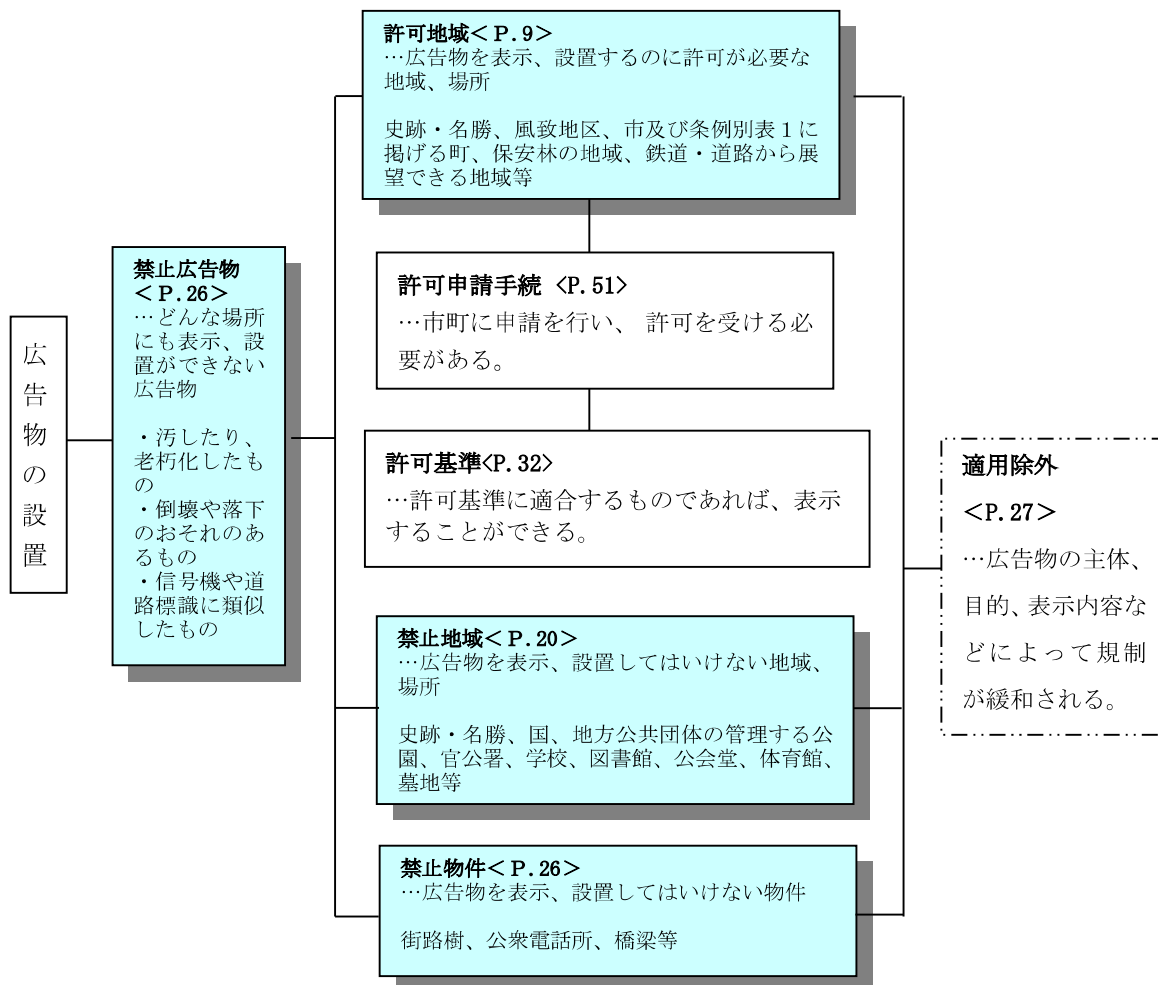 広告物の設置
禁止広告物
<P.26>
…どんな場所
にも表示、設
置ができない
広告物
・汚したり、
老朽化したも
の
・倒壊や落下
のおそれのあ
るもの
・信号機や道
路標識に類似
したもの
許可地域<P.9>
…広告物を表示、設置するのに許可が必要な
地域、場所
史跡・名勝、風致地区、市及び条例別表１に
掲げる町、保安林の地域、鉄道・道路から展
望できる地域等
許可申請手続 <P.51>
…市町に申請を行い、 許可を受ける必
要がある。
許可基準<P.32>
…許可基準に適合するものであれば、表示
することができる。
禁止地域<P.20>
…広告物を表示、設置してはいけない地域、
場所
史跡・名勝、国、地方公共団体の管理する公
園、官公署、学校、図書館、公会堂、体育館、
墓地等
禁止物件<P.26>
…広告物を表示、設置してはいけない物件
街路樹、公衆電話所、橋梁等
適用除外
<P.27>
…広告物の主体、
目的、表示内容な
どによって規制
が緩和される。